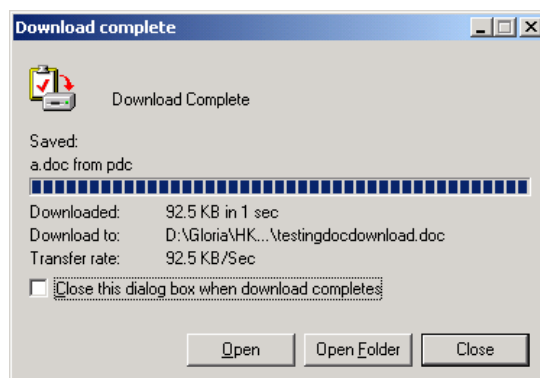 Download complete
Download Complete
Saved:
a.doc from pdc
Downloaded: 92.5 KB in 1 sec
Download to: D:\Gloria\HK...\testingdocdownload.doc
Transfer rate: 92.5 KB/Sec
Close this dialog box when download completes
Open Open Folder Close